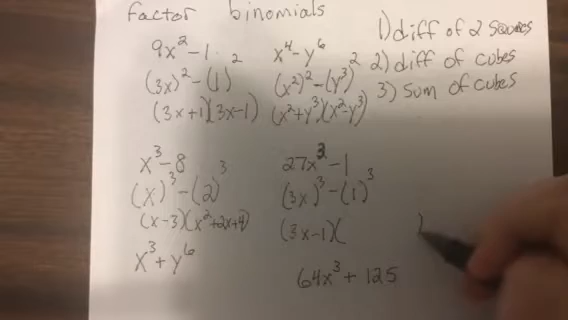 factor binomials
1) diff of 2 squares
2) diff of cubes
3) sum of cubes
9x² - 1
(3x)² - (1)²
(3x+1)(3x-1)
x⁴ - y⁶
(x²)² - (y³)²
(x²+y³)(x²-y³)
x³ - 8
(x)³ - (2)³
(x-3)(x²+2x+4)
x³ + y⁶
27x³ - 1
(3x)³ - (1)³
(3x-1)( )
64x³ + 125